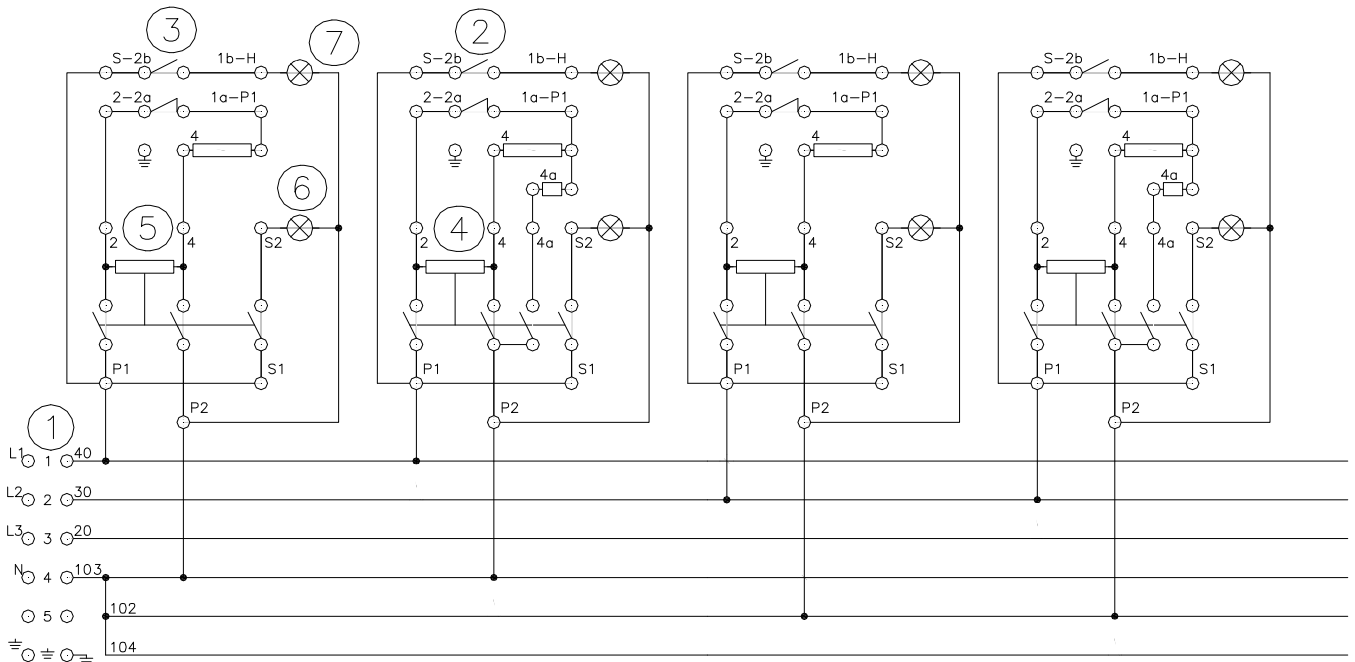 3 7 2
S-2b 1b-H S-2b 1b-H S-2b 1b-H S-2b 1b-H
2-2a 1a-P1 2-2a 1a-P1 2-2a 1a-P1 2-2a 1a-P1
4 4 4 4
4a 4a
6
5 4
2 4 S2 2 4 4a S2 2 4 S2 2 4 4a S2
P1 S1 P1 S1 P1 S1 P1 S1
P2 P2 P2 P2
1
L1 1 40
L2 2 30
L3 3 20
N 4 103
5 102
104